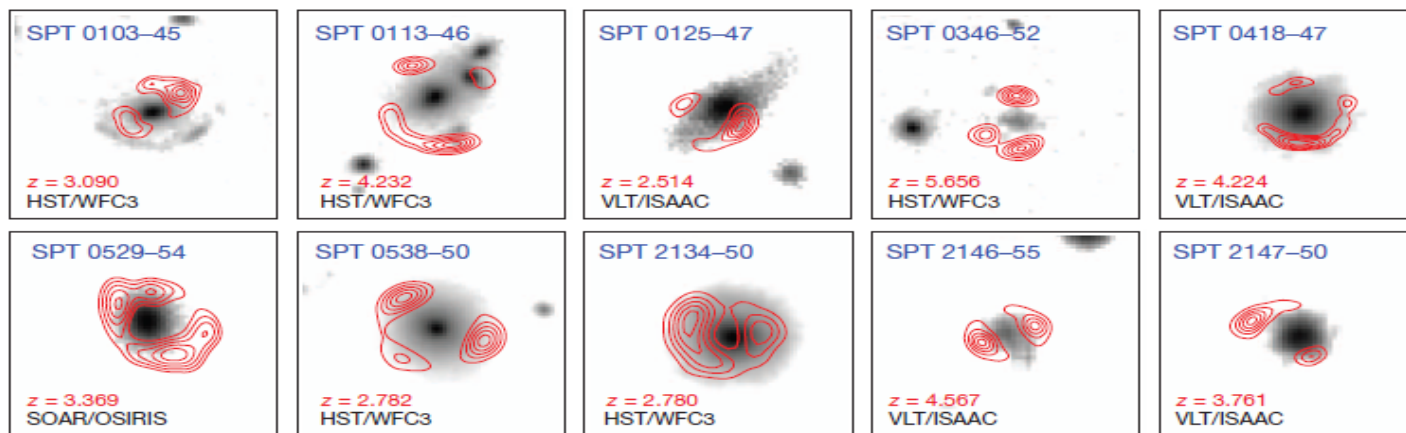 SPT 0103–45
z = 3.090
HST/WFC3
SPT 0113–46
z = 4.232
HST/WFC3
SPT 0125–47
z = 2.514
VLT/ISAAC
SPT 0346–52
z = 5.656
HST/WFC3
SPT 0418–47
z = 4.224
VLT/ISAAC
SPT 0529–54
z = 3.369
SOAR/OSIRIS
SPT 0538–50
z = 2.782
HST/WFC3
SPT 2134–50
z = 2.780
HST/WFC3
SPT 2146–55
z = 4.567
VLT/ISAAC
SPT 2147–50
z = 3.761
VLT/ISAAC